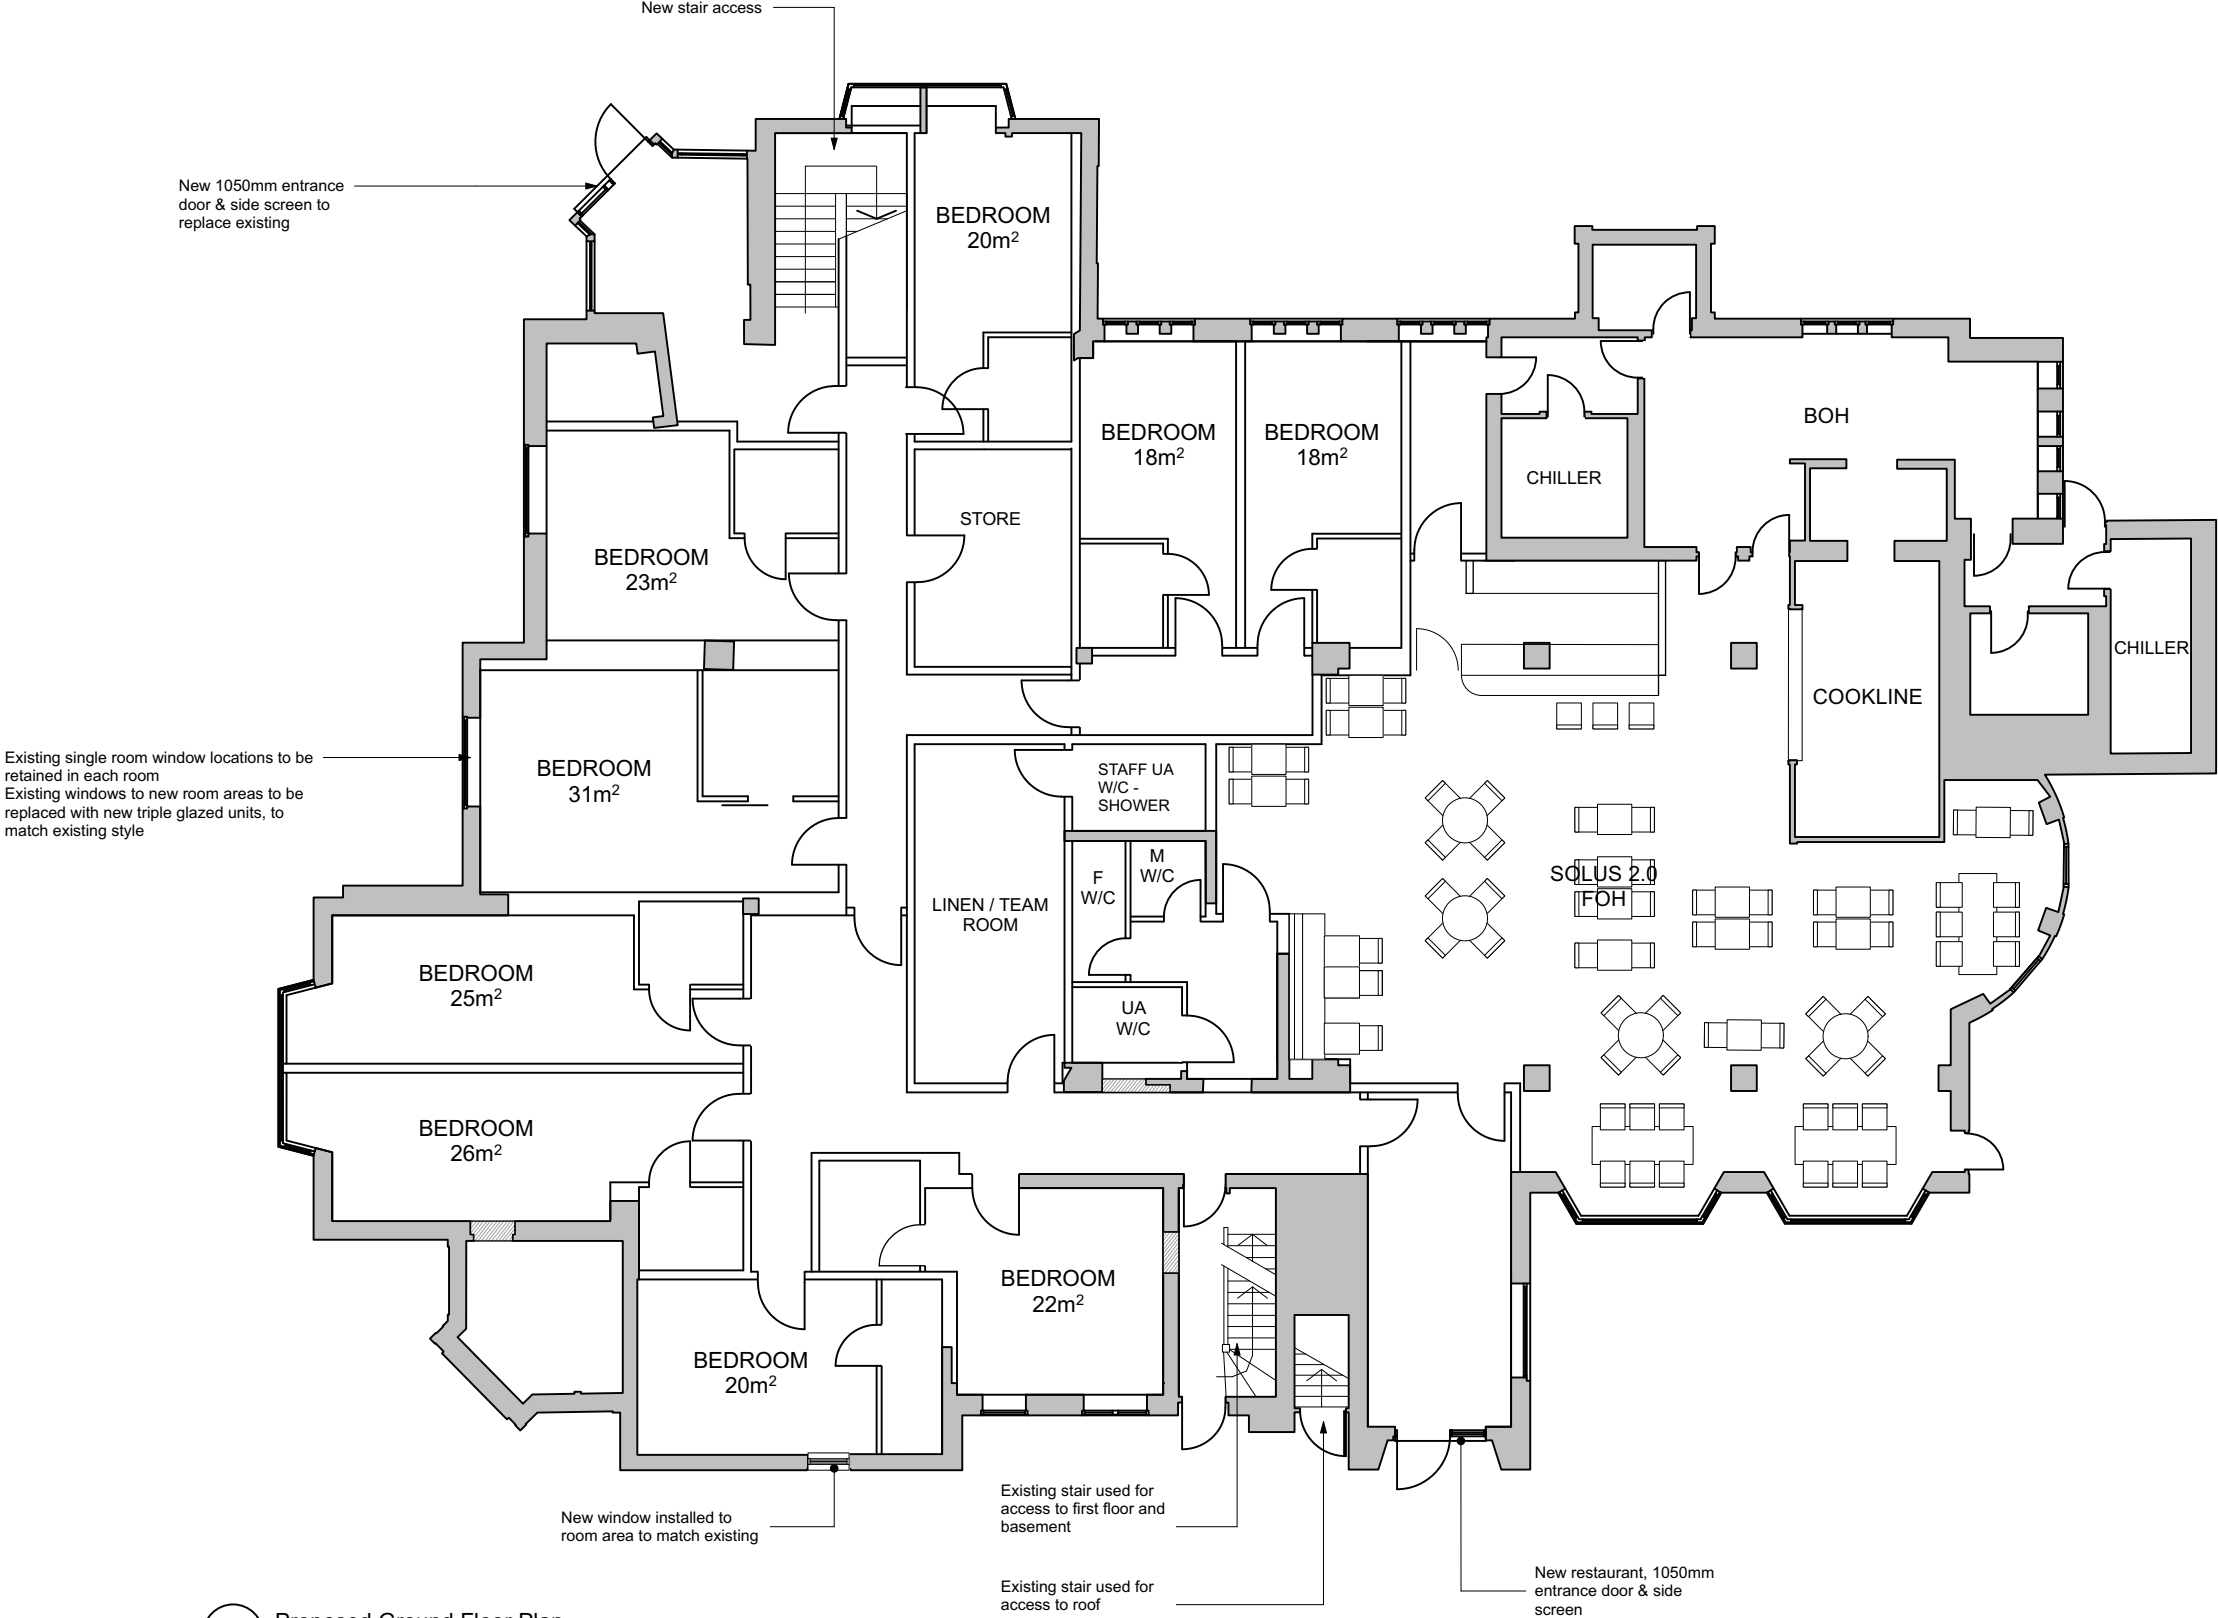 New stair access
New 1050mm entrance
door & side screen to
replace existing
BEDROOM
20m²
BEDROOM
18m²
BEDROOM
18m²
BOH
CHILLER
STORE
BEDROOM
23m²
CHILLER
COOKLINE
Existing single room window locations to be
retained in each room
Existing windows to new room areas to be
replaced with new triple glazed units, to
match existing style
BEDROOM
31m²
STAFF UA
W/C -
SHOWER
M
W/C
F
W/C
SOLUS 2.0
FOH
LINEN / TEAM
ROOM
BEDROOM
25m²
UA
W/C
BEDROOM
26m²
BEDROOM
22m²
BEDROOM
20m²
New window installed to
room area to match existing
Existing stair used for
access to first floor and
basement
Existing stair used for
access to roof
New restaurant, 1050mm
entrance door & side
screen
Proposed Ground Floor Plan